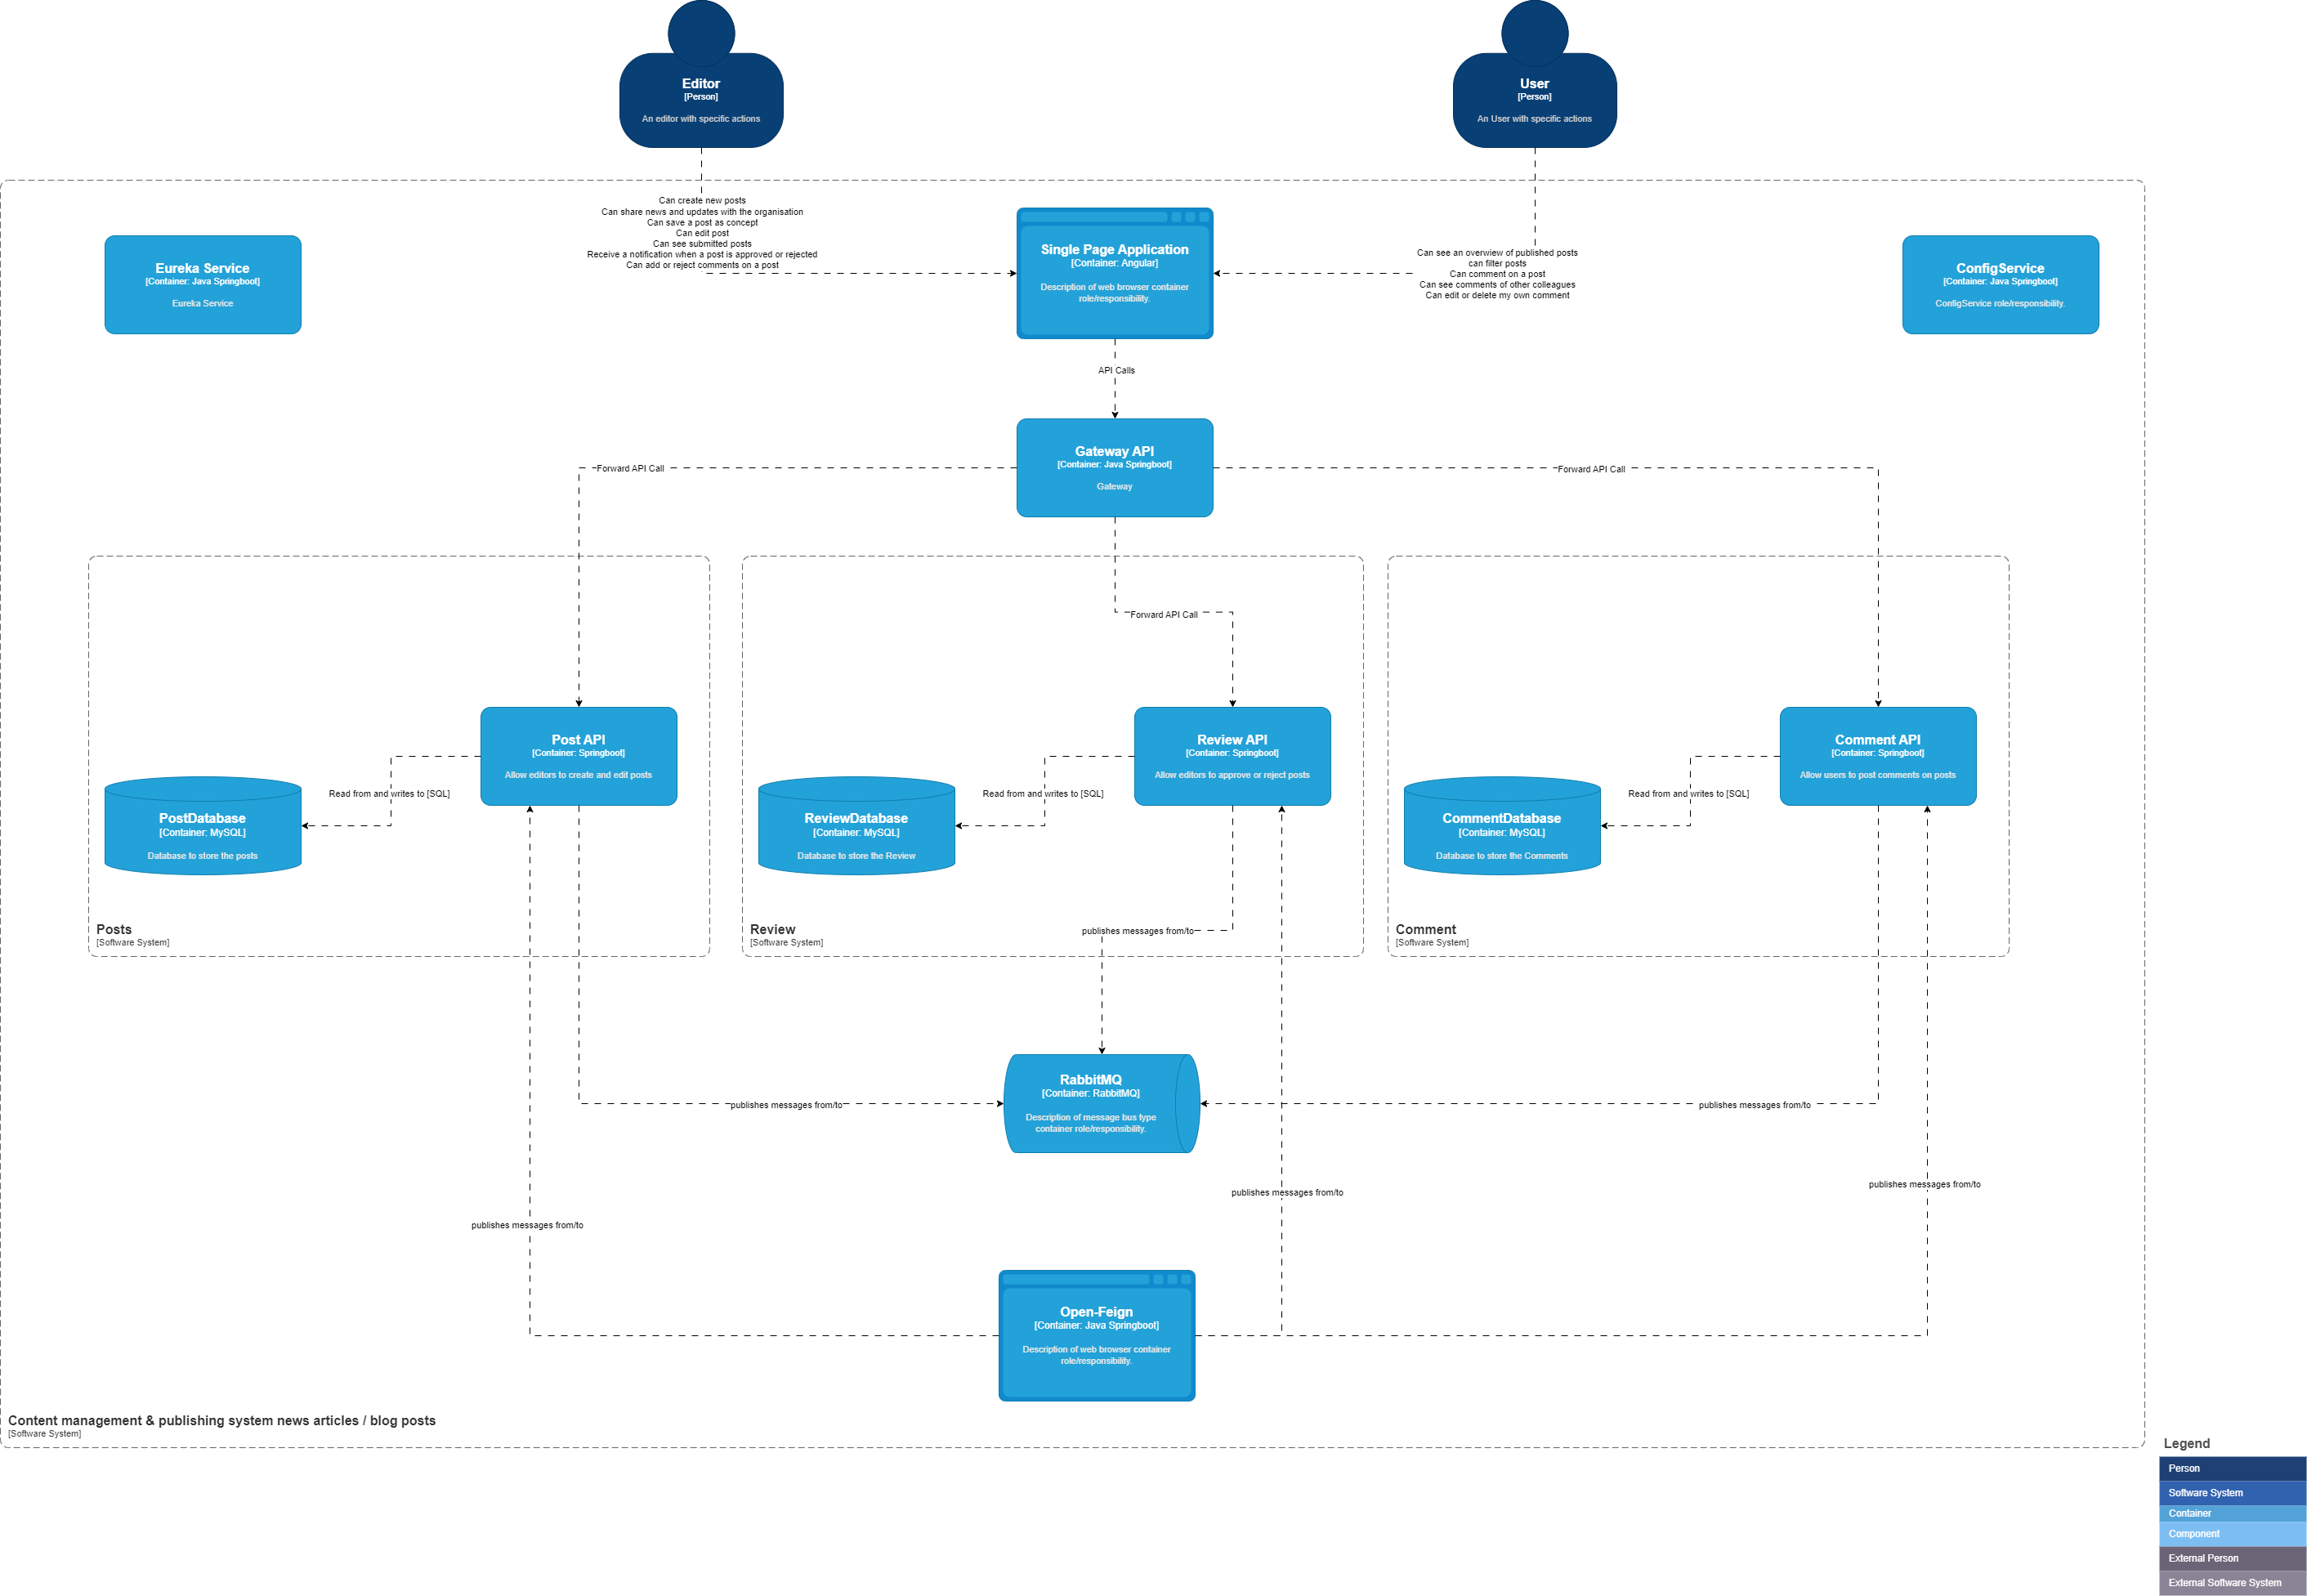 Editor
[Person]
An editor with specific actions
User
[Person]
An User with specific actions
Can create new posts
Can share news and updates with the organisation
Can save a post as concept
Can edit post
Can see submitted posts
Receive a notification when a post is approved or rejected
Can add or reject comments on a post
Single Page Application
[Container: Angular]
Description of web browser container
role/responsibility.
Can see an overwiew of published posts
can filter posts
Can comment on a post
Can see comments of other colleagues
Can edit or delete my own comment
Eureka Service
[Container: Java Springboot]
Eureka Service
ConfigService
[Container: Java Springboot]
ConfigService role/responsibility.
API Calls
Gateway API
[Container: Java Springboot]
Gateway
Forward API Call
Forward API Call
Forward API Call
Post API
[Container: Springboot]
Allow editors to create and edit posts
Read from and writes to [SQL]
PostDatabase
[Container: MySQL]
Database to store the posts
Posts
[Software System]
Review API
[Container: Springboot]
Allow editors to approve or reject posts
Read from and writes to [SQL]
ReviewDatabase
[Container: MySQL]
Database to store the Review
Review
[Software System]
Comment API
[Container: Springboot]
Allow users to post comments on posts
Read from and writes to [SQL]
CommentDatabase
[Container: MySQL]
Database to store the Comments
Comment
[Software System]
publishes messages from/to
RabbitMQ
[Container: RabbitMQ]
Description of message bus type
container role/responsibility.
publishes messages from/to
publishes messages from/to
publishes messages from/to
publishes messages from/to
publishes messages from/to
Open-Feign
[Container: Java Springboot]
Description of web browser container
role/responsibility.
Content management & publishing system news articles / blog posts
[Software System]
Legend
Person
Software System
Container
Component
External Person
External Software System